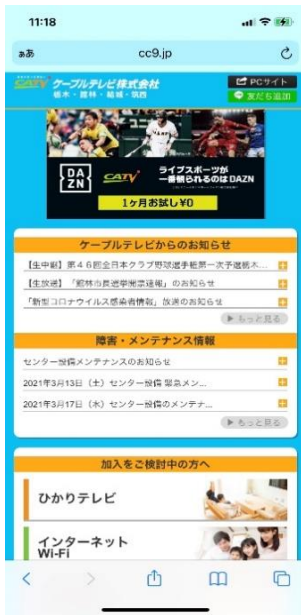 11:18
ぁあ
cc9.jp
CATV ケーブルテレビ株式会社
栃木・館林・結城・筑西
PCサイト
友だち追加
DAZN
CATV
ライブスポーツが
一番観られるのは DAZN
1ヶ月お試し¥0
ケーブルテレビからのお知らせ
【生中継】第４６回全日本クラブ野球選手権第一次予選栃木...
【生放送】「館林市長選挙開票速報」のお知らせ
「新型コロナウイルス感染者情報」放送のお知らせ
▶ もっと見る
障害・メンテナンス情報
センター設備メンテナンスのお知らせ
2021年3月13日（土）センター設備 緊急メン...
2021年3月17日（水）センター設備のメンテナ...
▶ もっと見る
加入をご検討中の方へ
ひかりテレビ
インターネット
Wi-Fi